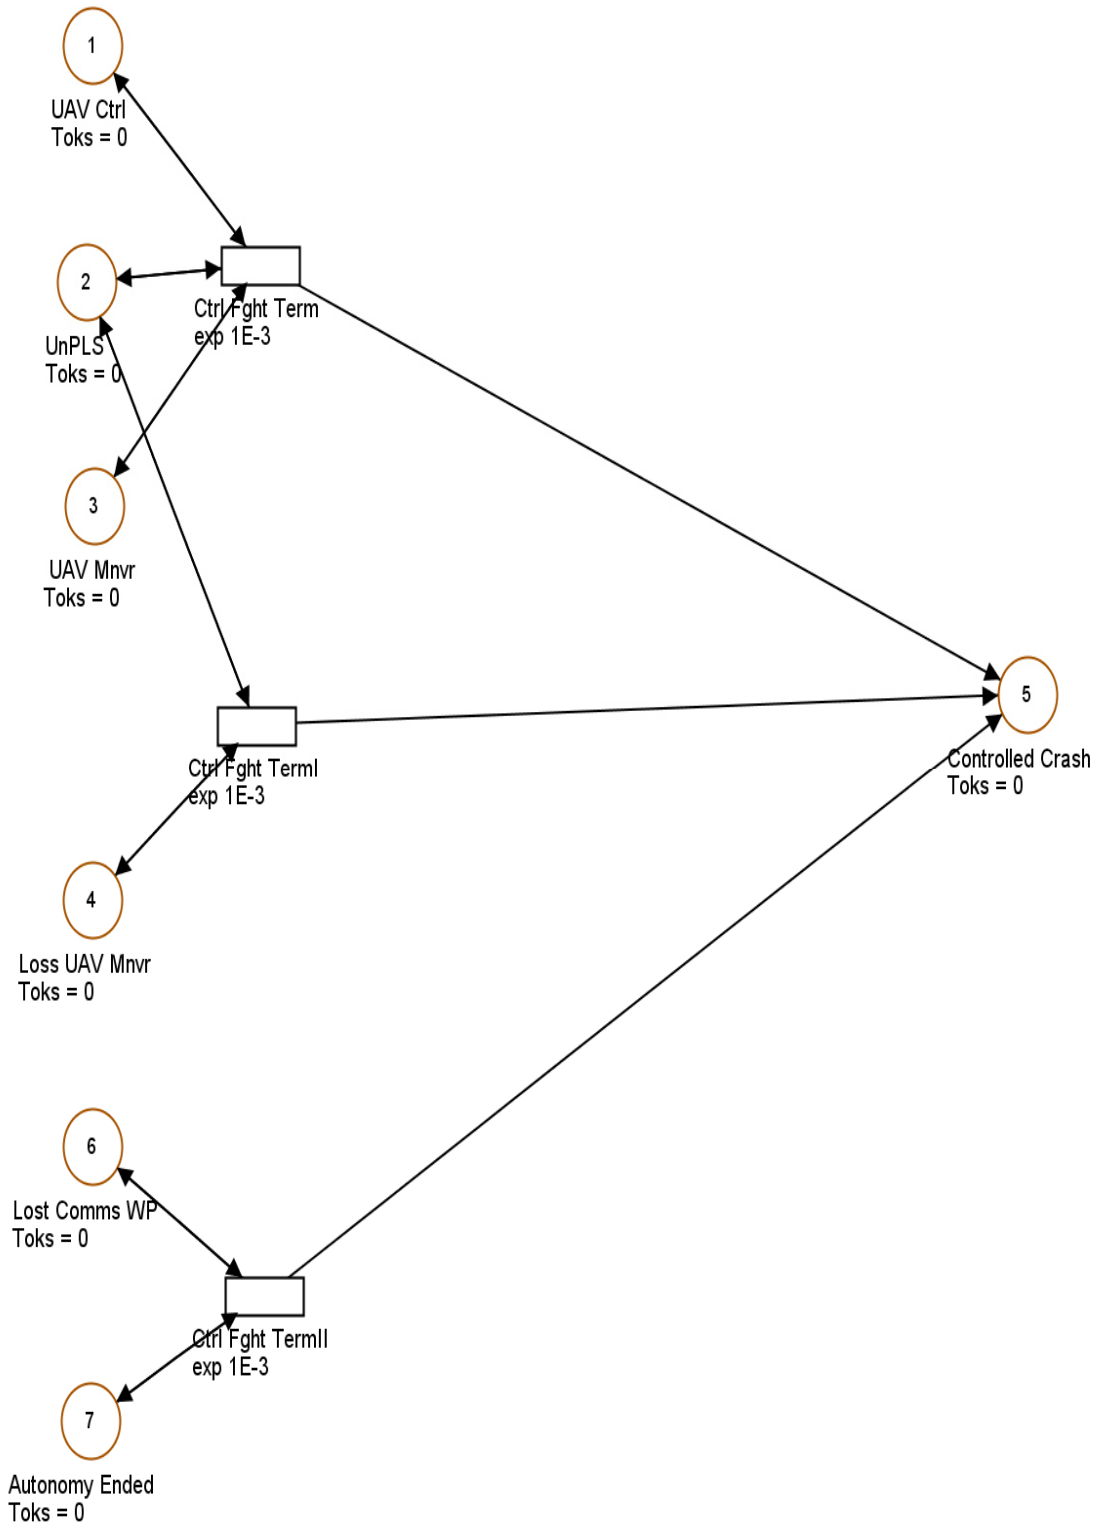 1
UAV Ctrl
Toks = 0
2
UnPLS
Toks = 0
Ctrl Fght Term
exp 1E-3
3
UAV Mnvr
Toks = 0
Ctrl Fght TermI
exp 1E-3
5
Controlled Crash
Toks = 0
4
Loss UAV Mnvr
Toks = 0
6
Lost Comms WP
Toks = 0
Ctrl Fght TermII
exp 1E-3
7
Autonomy Ended
Toks = 0